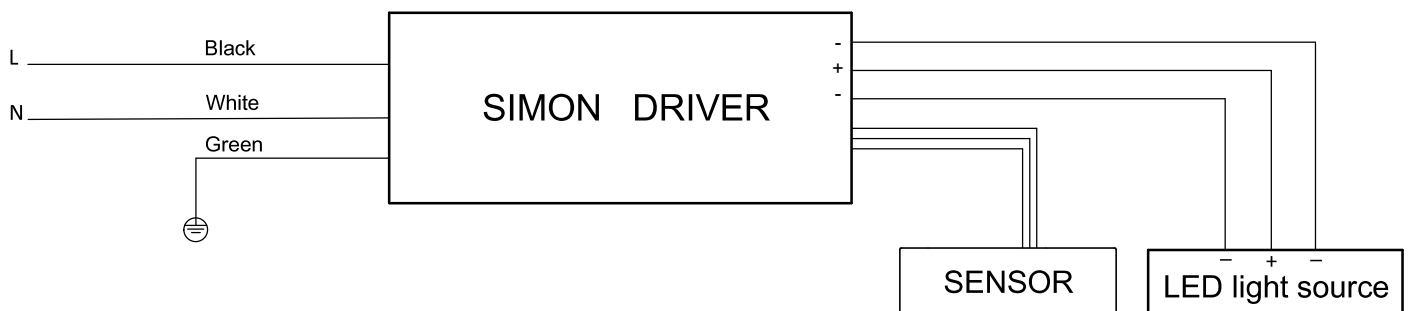 L
Black
N
White
Green
SIMON DRIVER
-
+
-
SENSOR
– + –
LED light source